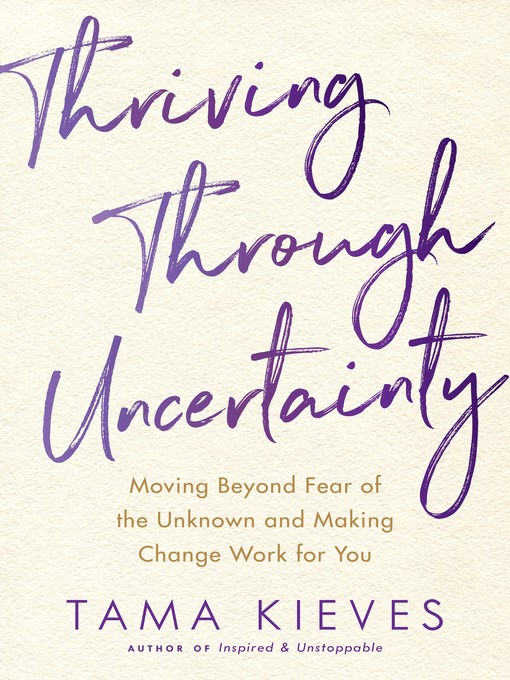 Thriving
Through
Uncertainty
Moving Beyond Fear of
the Unknown and Making
Change Work for You
TAMA KIEVES
AUTHOR OF Inspired & Unstoppable